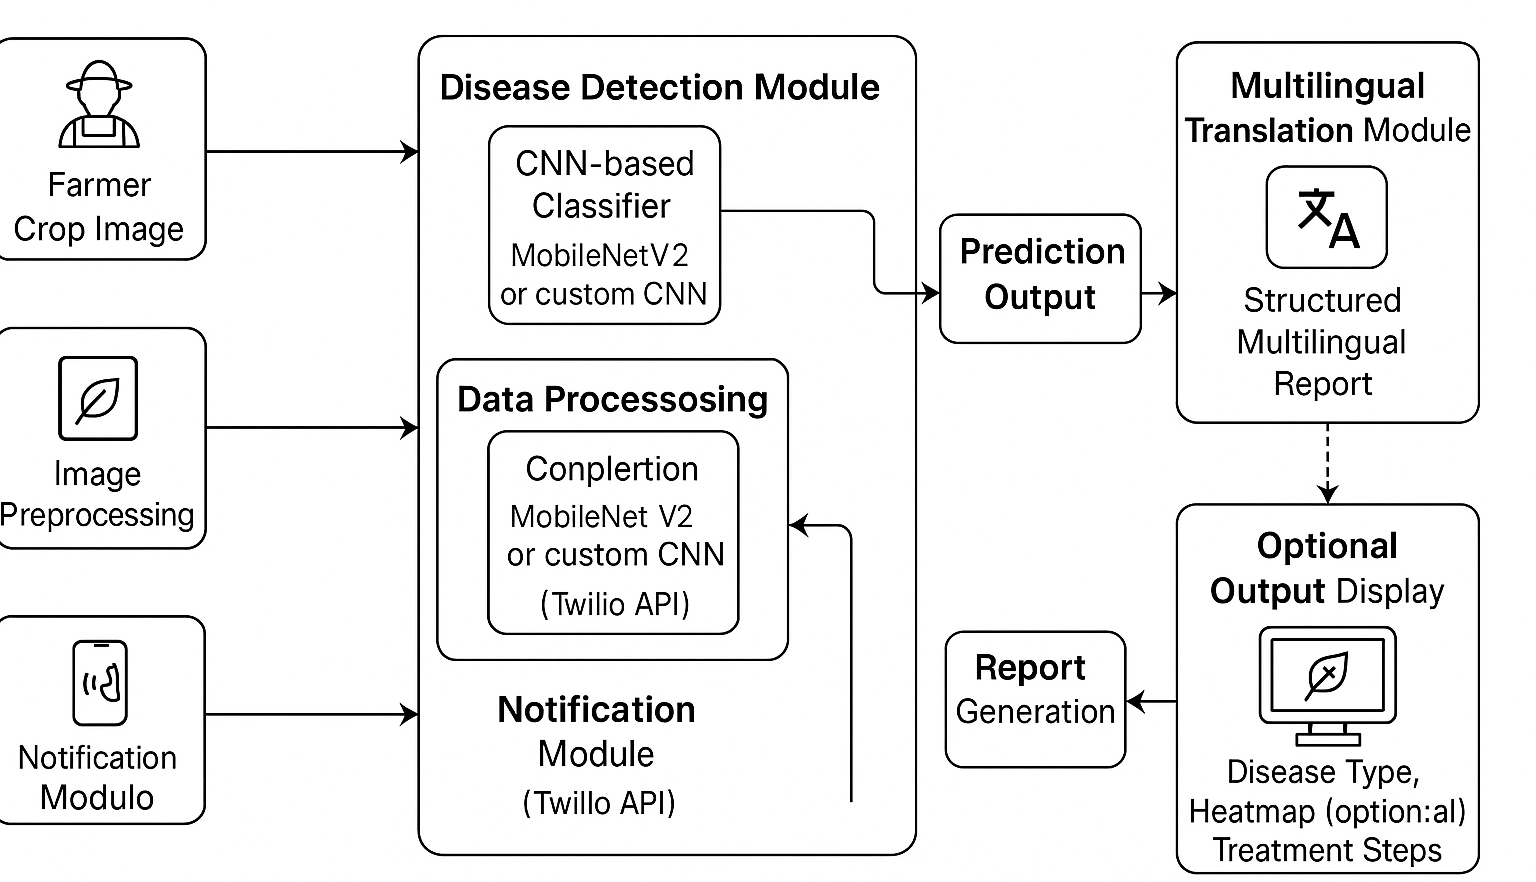 Farmer
Crop Image
Image
Preprocessing
Notification
Modulo
Disease Detection Module
CNN-based
Classifier
MobileNetV2
or custom CNN
Data Processosing
Conplertion
MobileNet V2
or custom CNN
(Twilio API)
Notification
Module
(Twillo API)
Prediction
Output
Multilingual
Translation Module
文A
Structured
Multilingual
Report
Optional
Output Display
Disease Type,
Heatmap (option:al)
Treatment Steps
Report
Generation